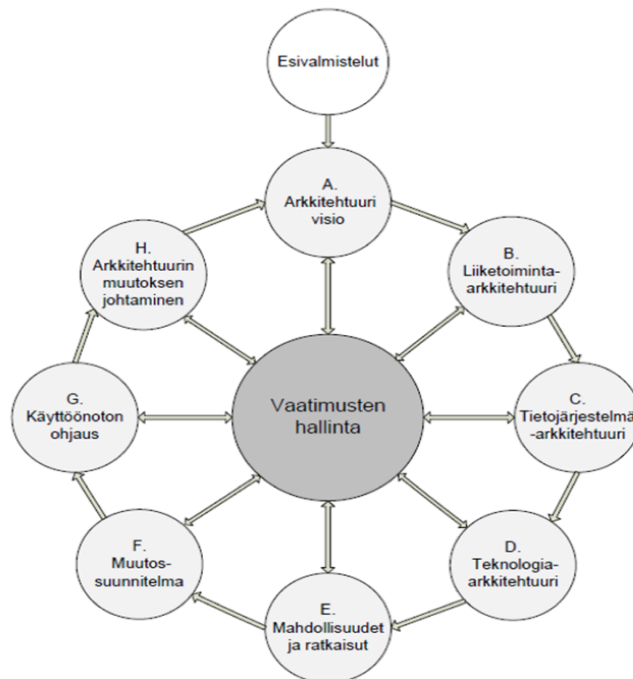 Esivalmistelut
A.
Arkkitehtuuri
visio
B.
Liiketoiminta-
arkkitehtuuri
C.
Tietojärjestelmä
-arkkitehtuuri
D.
Teknologia-
arkkitehtuuri
E.
Mahdollisuudet
ja ratkaisut
F.
Muutos-
suunnitelma
G.
Käyttöönoton
ohjaus
H.
Arkkitehtuurin
muutoksen
johtaminen
Vaatimusten
hallinta